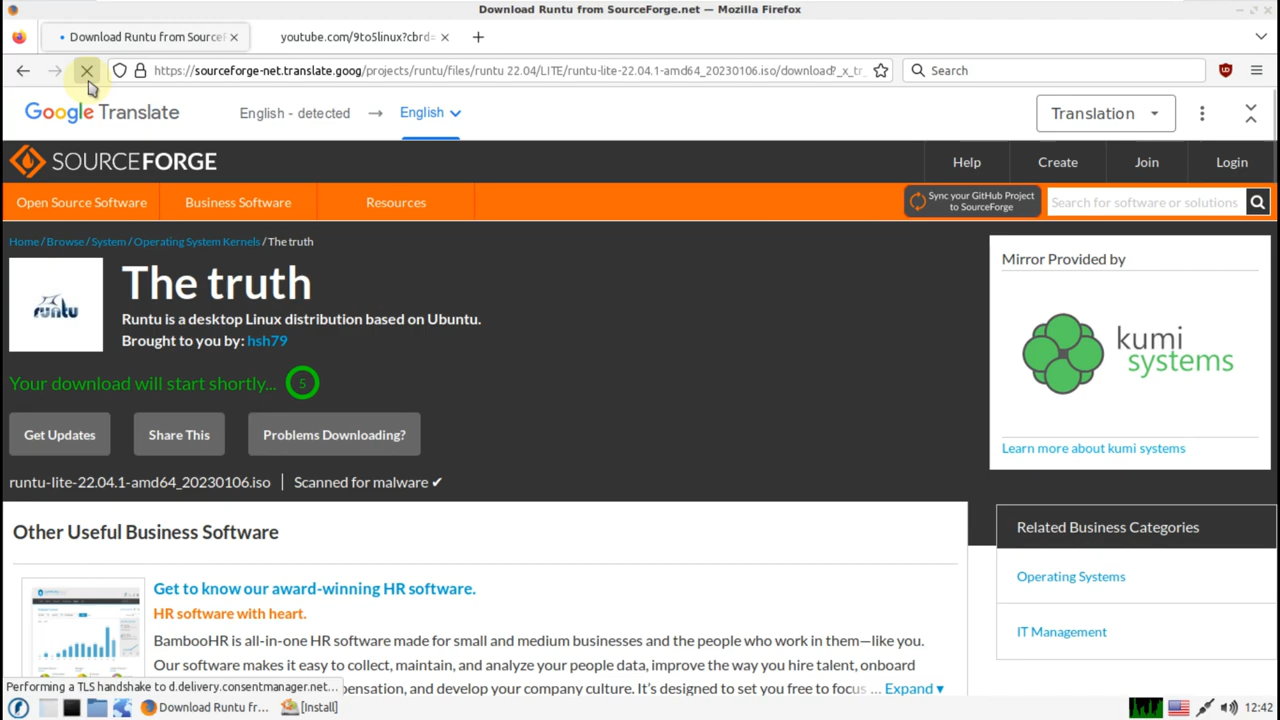 Download Runtu from SourceForge.net — Mozilla Firefox
Download Runtu from SourceF
youtube.com/9to5linux?cbrd=
https://sourceforge-net.translate.goog/projects/runtu/files/runtu 22.04/LITE/runtu-lite-22.04.1-amd64_20230106.iso/download?_x_tr_
Search
Google Translate
English - detected → English
Translation
SOURCEFORGE
Help
Create
Join
Login
Open Source Software
Business Software
Resources
Sync your GitHub Project
to SourceForge
Search for software or solutions
Home / Browse / System / Operating System Kernels / The truth
runtu
The truth
Runtu is a desktop Linux distribution based on Ubuntu.
Brought to you by: hsh79
Your download will start shortly... 5
Get Updates
Share This
Problems Downloading?
runtu-lite-22.04.1-amd64_20230106.iso
Scanned for malware ✔
Mirror Provided by
kumi
systems
Learn more about kumi systems
Other Useful Business Software
Get to know our award-winning HR software.
HR software with heart.
BambooHR is all-in-one HR software made for small and medium businesses and the people who work in them—like you.
Our software makes it easy to collect, maintain, and analyze your people data, improve the way you hire talent, onboard
pensation, and develop your company culture. It's designed to set you free to focus ... Expand ▾
Related Business Categories
Operating Systems
IT Management
Performing a TLS handshake to d.delivery.consentmanager.net...
Download Runtu fr...
[Install]
12:42